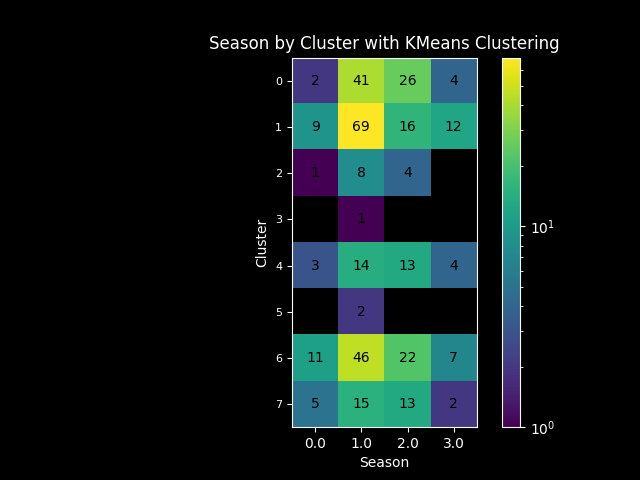 Season by Cluster with KMeans Clustering
0 2 41 26 4
1 9 69 16 12
2 1 8 4
3 1
4 3 14 13 4
5 2
6 11 46 22 7
7 5 15 13 2
0.0 1.0 2.0 3.0
Season
Cluster
10¹
10⁰